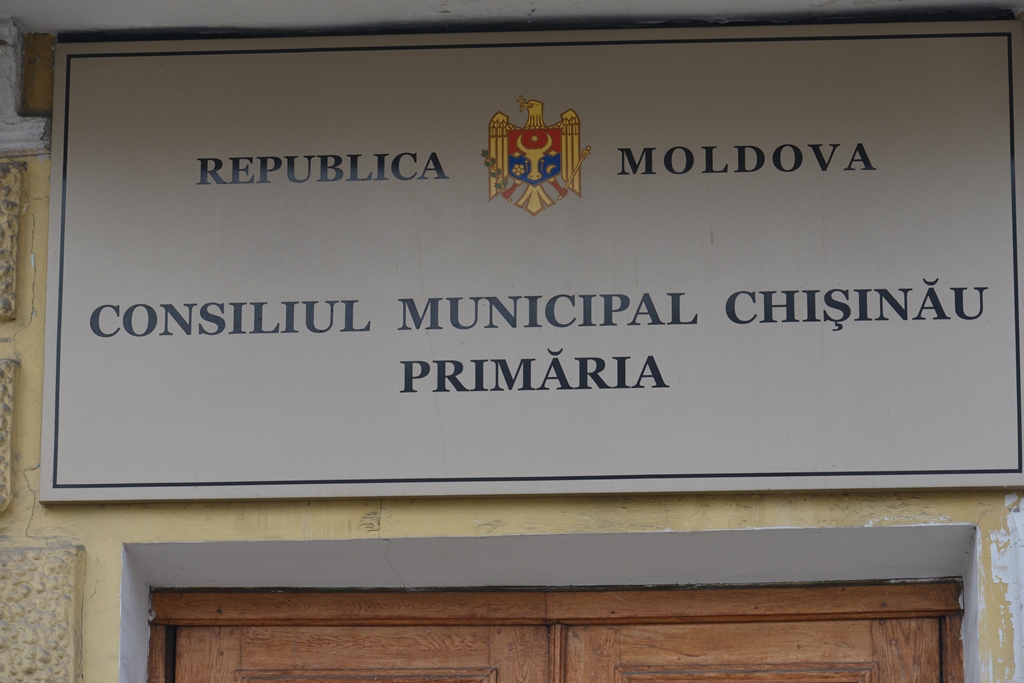 REPUBLICA MOLDOVA
CONSILIUL MUNICIPAL CHIŞINĂU
PRIMĂRIA